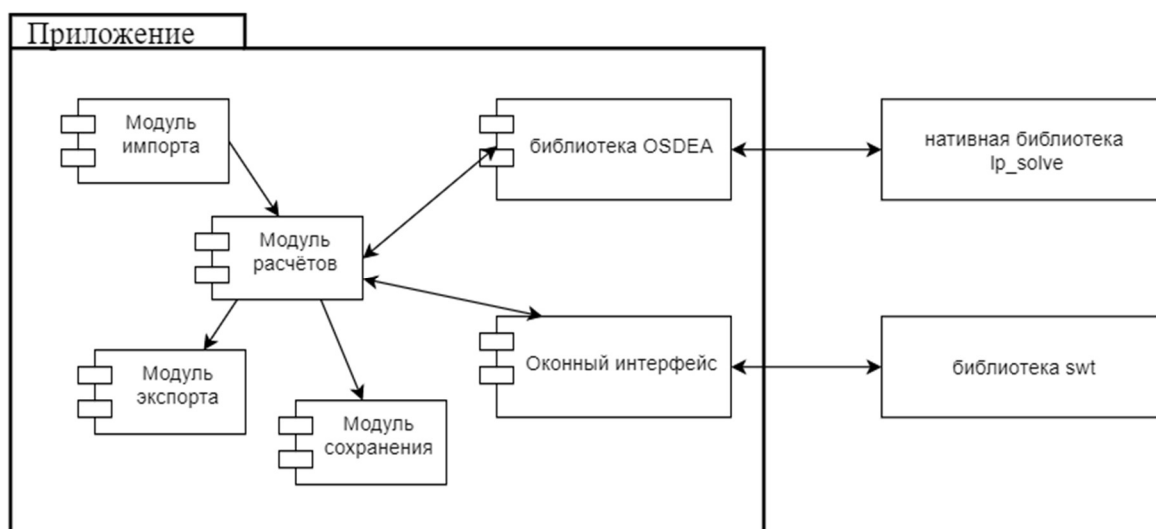 Приложение
Модуль
импорта
библиотека OSDEA
нативная библиотека
lp_solve
Модуль
расчётов
Модуль
экспорта
Оконный интерфейс
библиотека swt
Модуль
сохранения